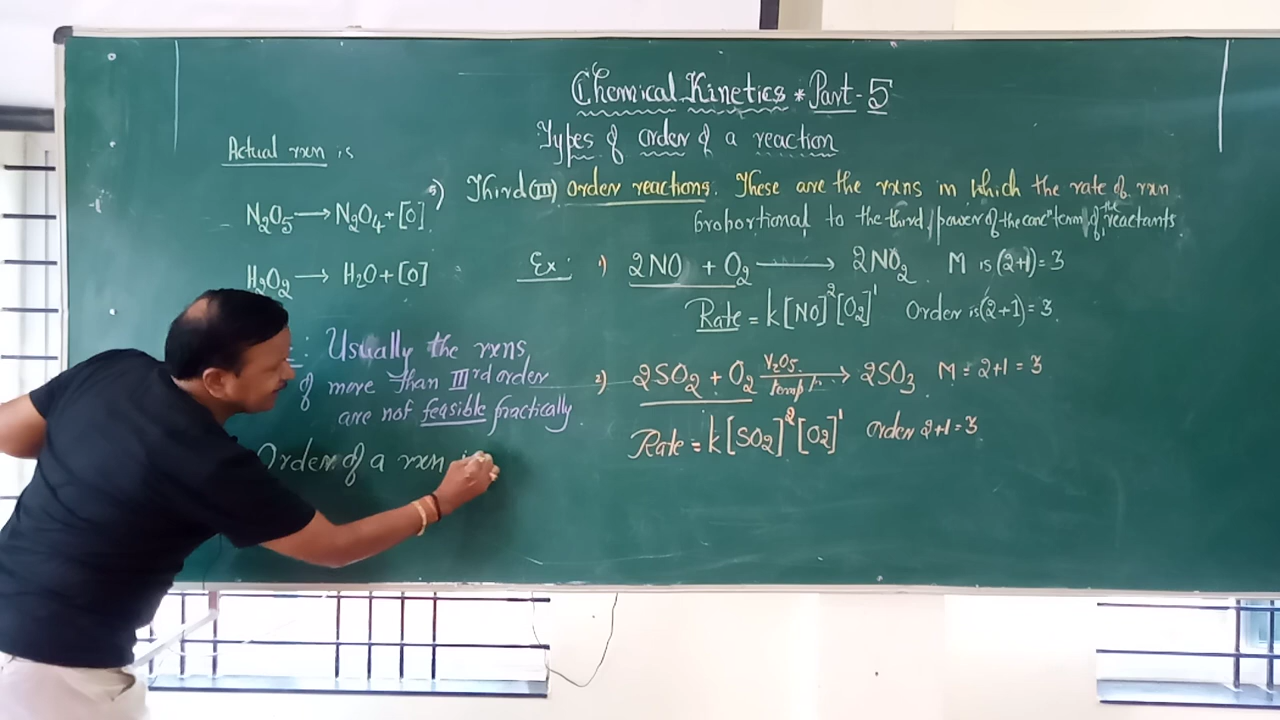 Chemical Kinetics * Part-5
Types of order of a reaction
Actual rxn is
N₂O₅ → N₂O₄ + [O]
H₂O₂ → H₂O + [O]
: Usually the rxns
of more than IIIrd order
are not feasible practically.
Order of a rxn is
5) Third (III) order reactions. These are the rxns in which the rate of rxn
proportional to the third power of the concⁿ term of the reactants.
Ex: 1) 2NO + O₂ → 2NO₂ M is (2+1) = 3
Rate = k[NO]²[O₂]¹ Order is (2+1) = 3.
2) 2SO₂ + O₂ → 2SO₃ M = 2+1 = 3
V₂O₅
temp
Rate = k[SO₂]²[O₂]¹ Order 2+1 = 3